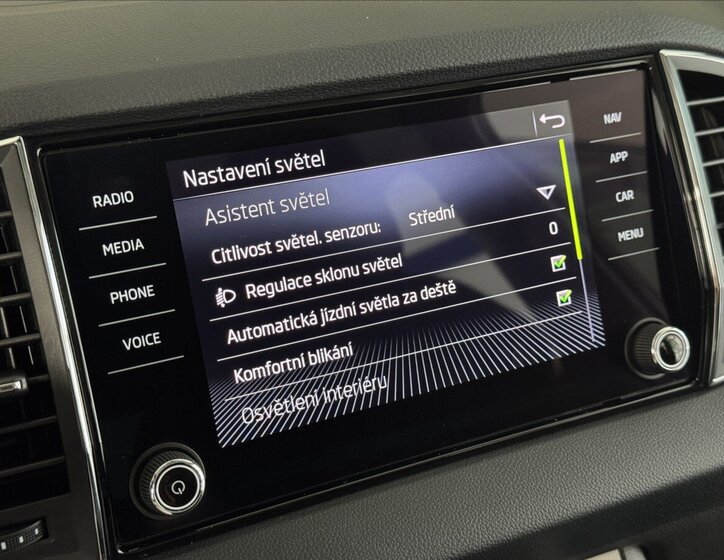 Nastavení světel
Asistent světel
Citlivost světel. senzoru: Střední
Regulace sklonu světel 0
Automatická jízdní světla za deště
Komfortní blikání
Osvětlení interiéru
RADIO
MEDIA
PHONE
VOICE
NAV
APP
CAR
MENU